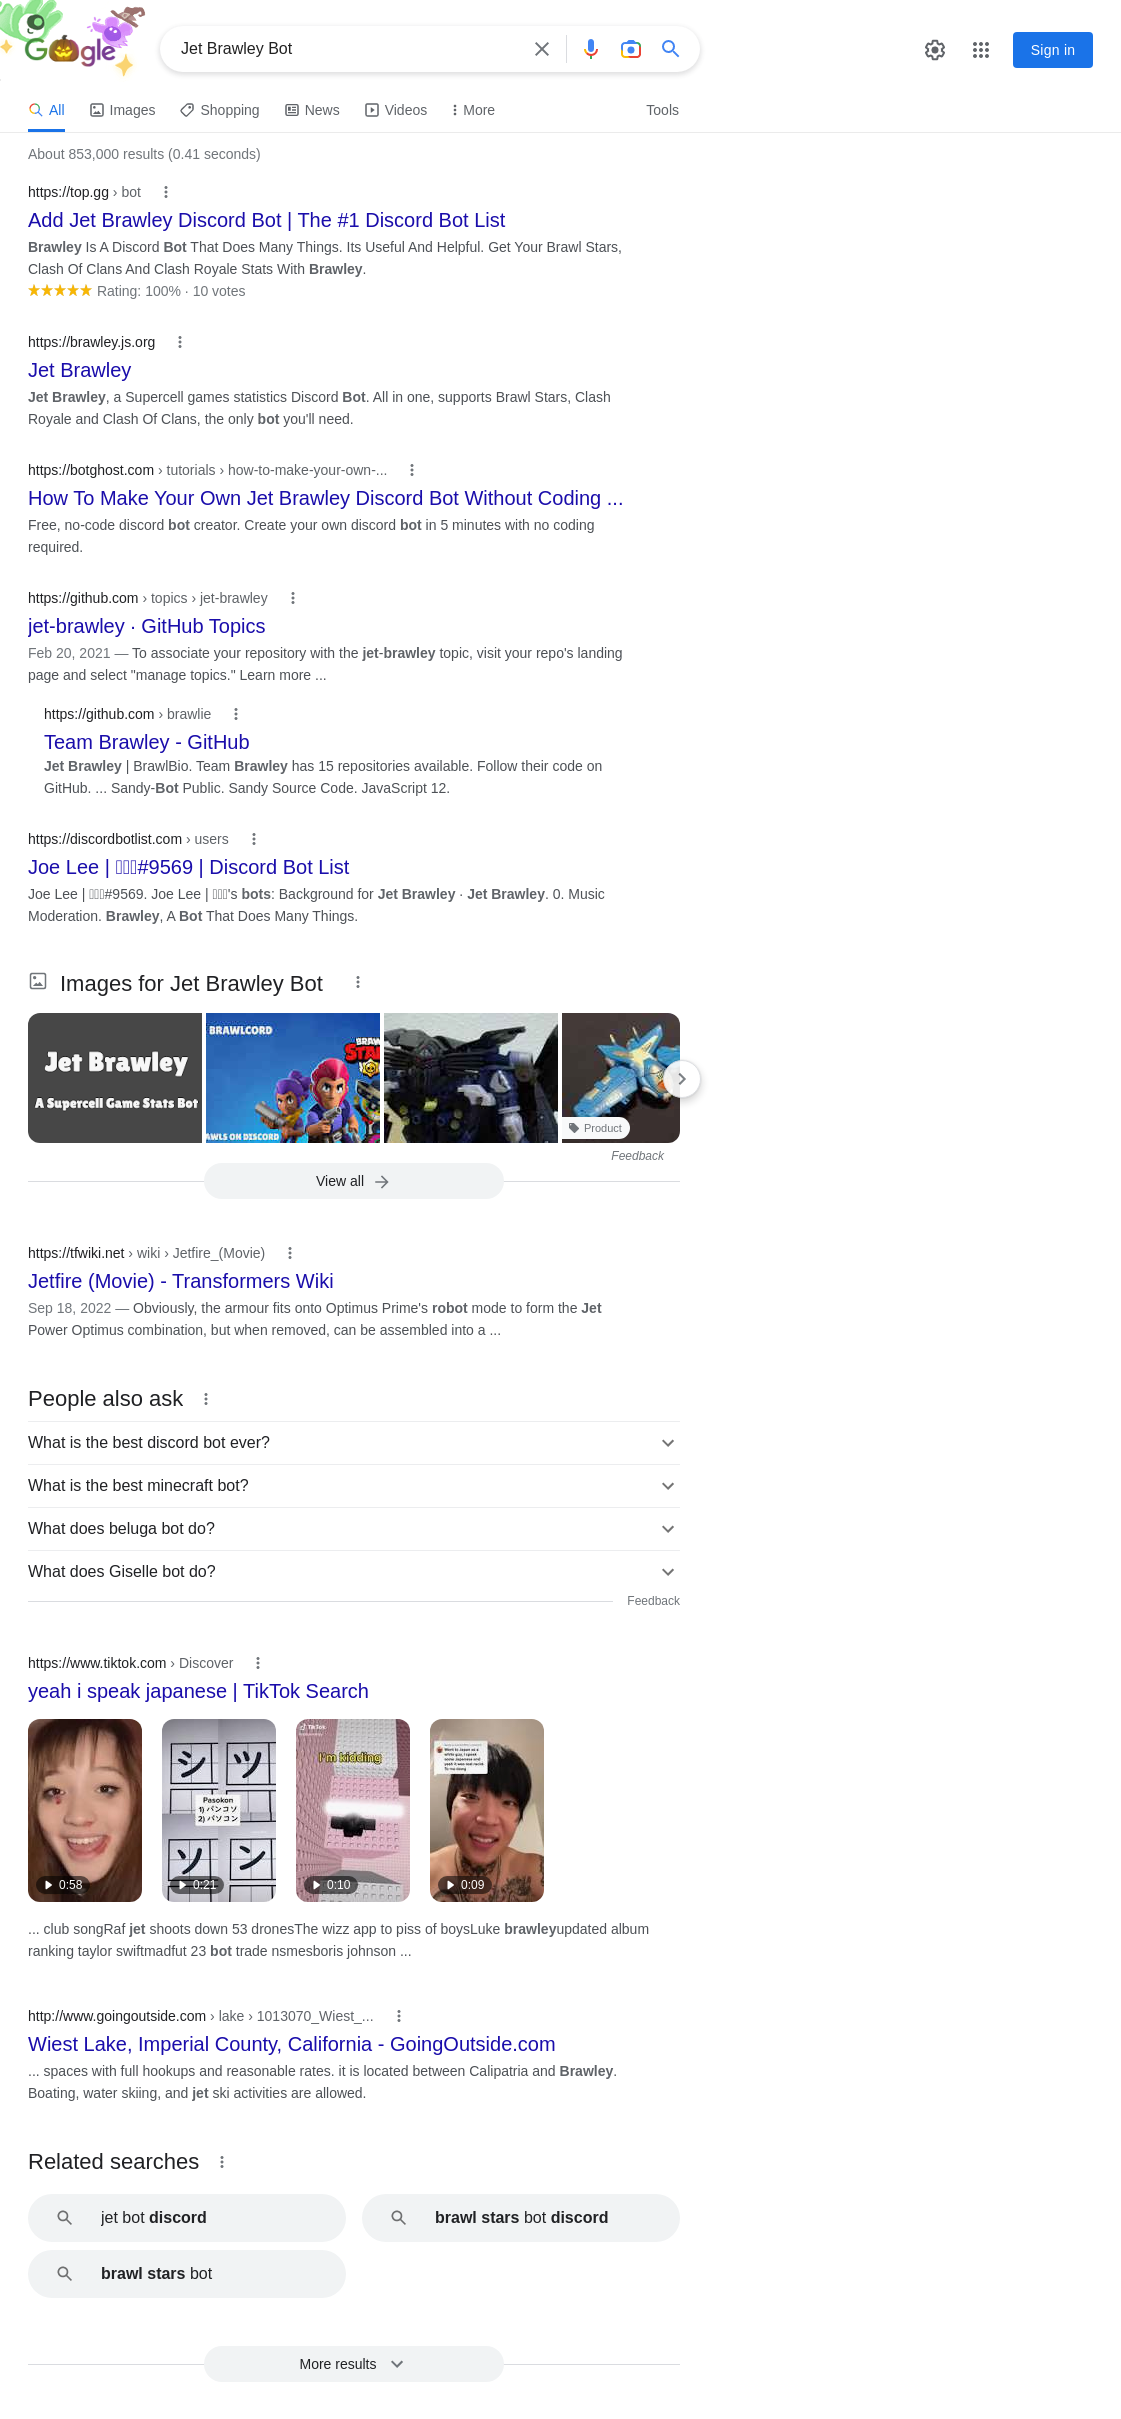 Google
Jet Brawley Bot
Sign in
All
Images
Shopping
News
Videos
More
Tools
About 853,000 results (0.41 seconds)
https://top.gg › bot
Add Jet Brawley Discord Bot | The #1 Discord Bot List
Brawley Is A Discord Bot That Does Many Things. Its Useful And Helpful. Get Your Brawl Stars,
Clash Of Clans And Clash Royale Stats With Brawley.
Rating: 100% · 10 votes
https://brawley.js.org
Jet Brawley
Jet Brawley, a Supercell games statistics Discord Bot. All in one, supports Brawl Stars, Clash
Royale and Clash Of Clans, the only bot you'll need.
https://botghost.com › tutorials › how-to-make-your-own-...
How To Make Your Own Jet Brawley Discord Bot Without Coding ...
Free, no-code discord bot creator. Create your own discord bot in 5 minutes with no coding
required.
https://github.com › topics › jet-brawley
jet-brawley · GitHub Topics
Feb 20, 2021 — To associate your repository with the jet-brawley topic, visit your repo's landing
page and select "manage topics." Learn more ...
https://github.com › brawlie
Team Brawley - GitHub
Jet Brawley | BrawlBio. Team Brawley has 15 repositories available. Follow their code on
GitHub. ... Sandy-Bot Public. Sandy Source Code. JavaScript 12.
https://discordbotlist.com › users
Joe Lee | #9569 | Discord Bot List
Joe Lee | #9569. Joe Lee | 's bots: Background for Jet Brawley · Jet Brawley. 0. Music
Moderation. Brawley, A Bot That Does Many Things.
Images for Jet Brawley Bot
Jet Brawley
A Supercell Game Stats Bot
BRAWLCORD
BRAW
STA
AWLS ON DISCORD
Product
Feedback
View all
https://tfwiki.net › wiki › Jetfire_(Movie)
Jetfire (Movie) - Transformers Wiki
Sep 18, 2022 — Obviously, the armour fits onto Optimus Prime's robot mode to form the Jet
Power Optimus combination, but when removed, can be assembled into a ...
People also ask
What is the best discord bot ever?
What is the best minecraft bot?
What does beluga bot do?
What does Giselle bot do?
Feedback
https://www.tiktok.com › Discover
yeah i speak japanese | TikTok Search
0:58
シ ツ
Pasokon
1) パンコソ
2) パソコン
ソ ン
0:21
TikTok
I'm kidding
0:10
0:09
... club songRaf jet shoots down 53 dronesThe wizz app to piss of boysLuke brawleyupdated album
ranking taylor swiftmadfut 23 bot trade nsmesboris johnson ...
http://www.goingoutside.com › lake › 1013070_Wiest_...
Wiest Lake, Imperial County, California - GoingOutside.com
... spaces with full hookups and reasonable rates. it is located between Calipatria and Brawley.
Boating, water skiing, and jet ski activities are allowed.
Related searches
jet bot discord
brawl stars bot discord
brawl stars bot
More results